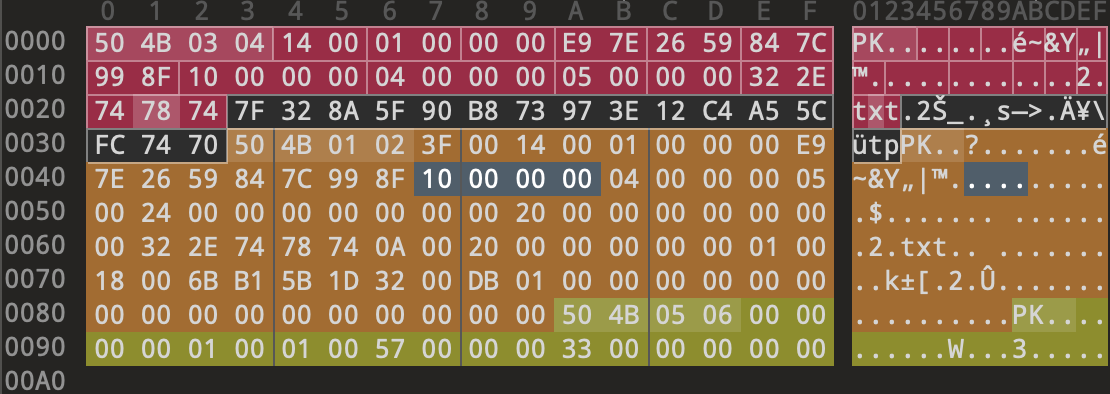 0 1 2 3 4 5 6 7 8 9 A B C D E F 0123456789ABCDEF
0000 50 4B 03 04 14 00 01 00 00 00 E9 7E 26 59 84 7C PK........é~&Y„|
0010 99 8F 10 00 00 00 04 00 00 00 05 00 00 00 32 2E ™.............2.
0020 74 78 74 7F 32 8A 5F 90 B8 73 97 3E 12 C4 A5 5C txt.2Š_.¸s—>.Ä¥\
0030 FC 74 70 50 4B 01 02 3F 00 14 00 01 00 00 00 E9 ütpPK..?.......é
0040 7E 26 59 84 7C 99 8F 10 00 00 00 04 00 00 00 05 ~&Y„|™..........
0050 00 24 00 00 00 00 00 00 00 20 00 00 00 00 00 00 .$....... ......
0060 00 32 2E 74 78 74 0A 00 20 00 00 00 00 00 01 00 .2.txt.. .......
0070 18 00 6B B1 5B 1D 32 00 DB 01 00 00 00 00 00 00 ..k±[.2.Û.......
0080 00 00 00 00 00 00 00 00 00 00 50 4B 05 06 00 00 ..........PK....
0090 00 00 01 00 01 00 57 00 00 00 33 00 00 00 00 00 ......W...3.....
00A0